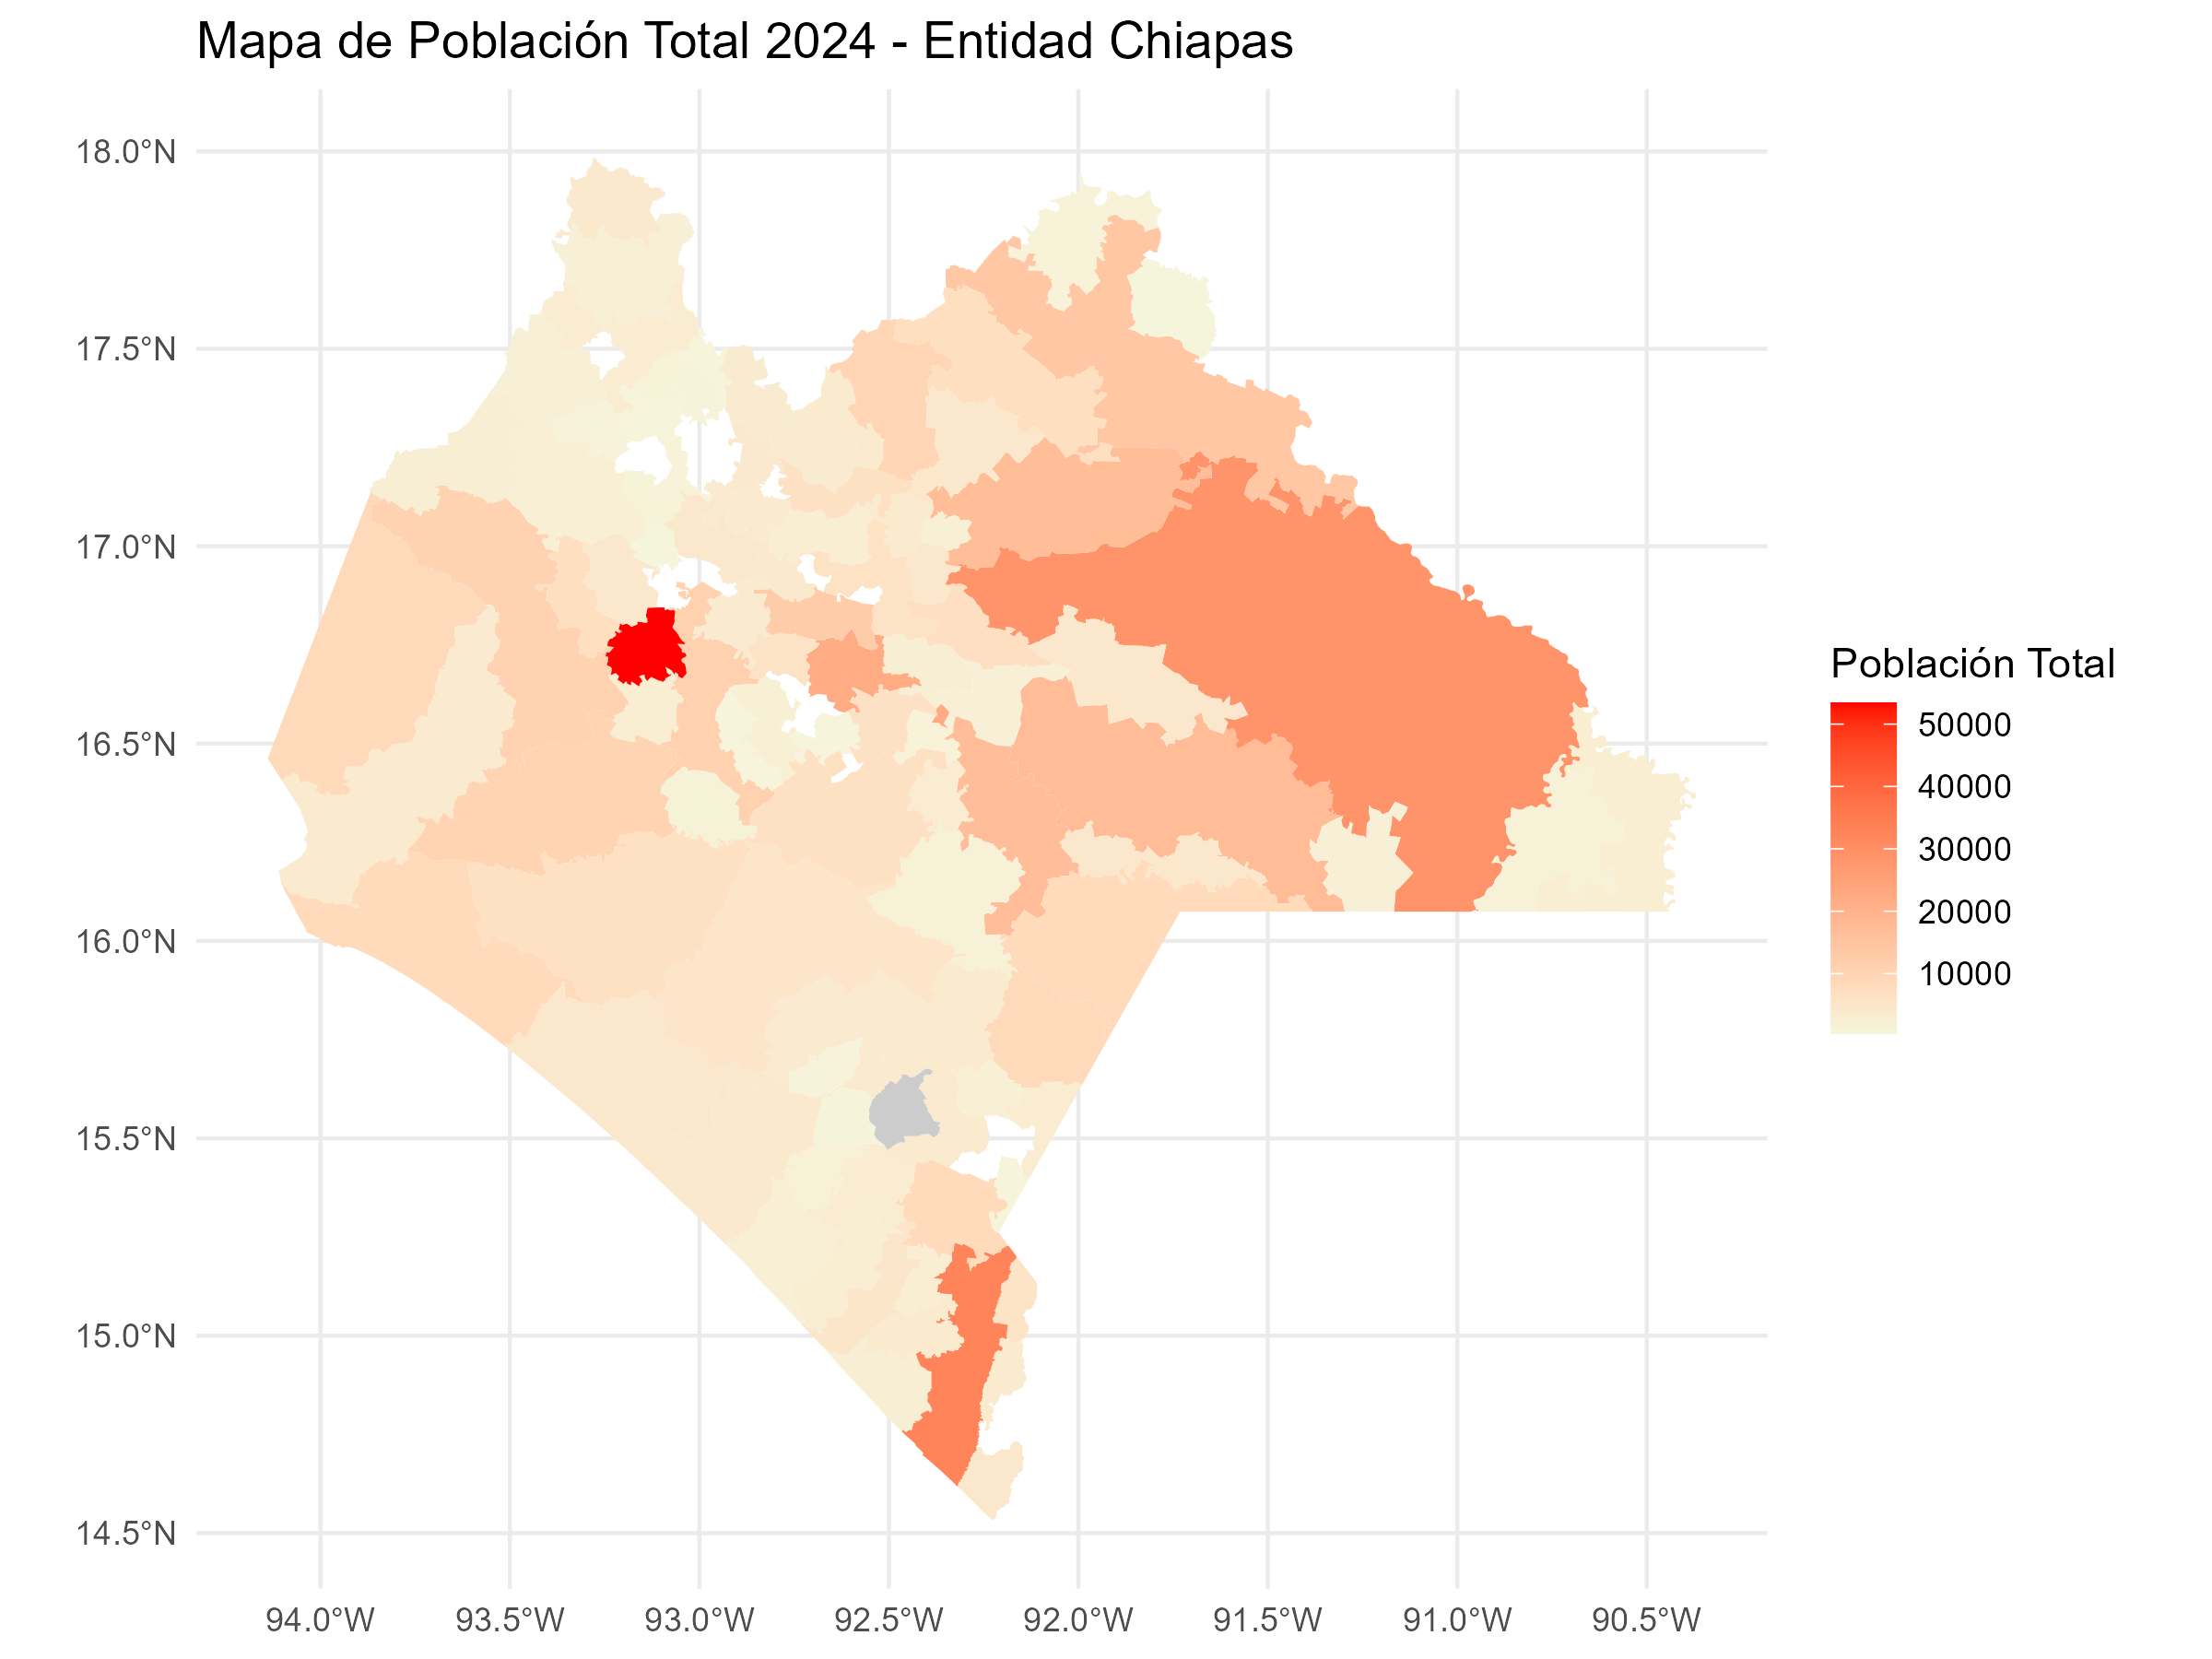 Mapa de Población Total 2024 - Entidad Chiapas
18.0°N
17.5°N
17.0°N
16.5°N
16.0°N
15.5°N
15.0°N
14.5°N
94.0°W 93.5°W 93.0°W 92.5°W 92.0°W 91.5°W 91.0°W 90.5°W
Población Total
50000
40000
30000
20000
10000